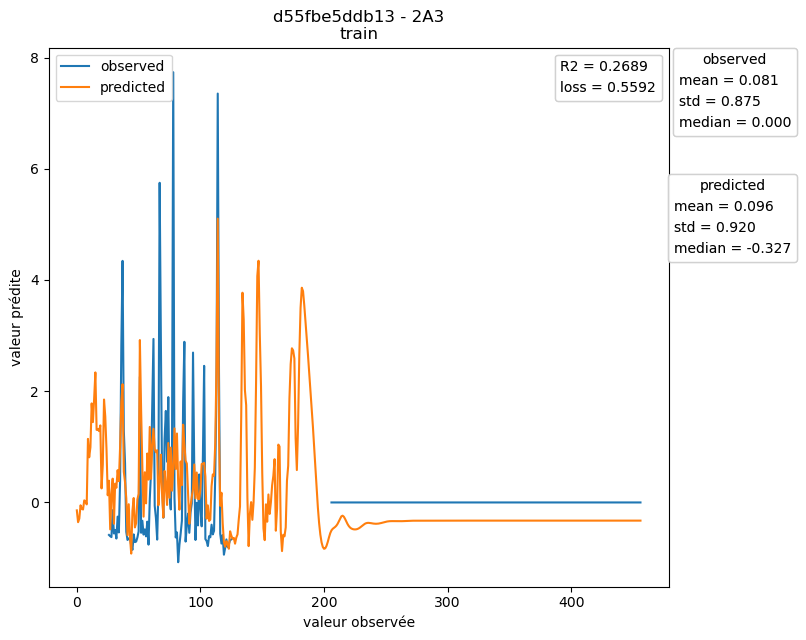 d55fbe5ddb13 - 2A3
train
observed
predicted
R2 = 0.2689
loss = 0.5592
observed
mean = 0.081
std = 0.875
median = 0.000
predicted
mean = 0.096
std = 0.920
median = -0.327
valeur prédite
8
6
4
2
0
0 100 200 300 400
valeur observée